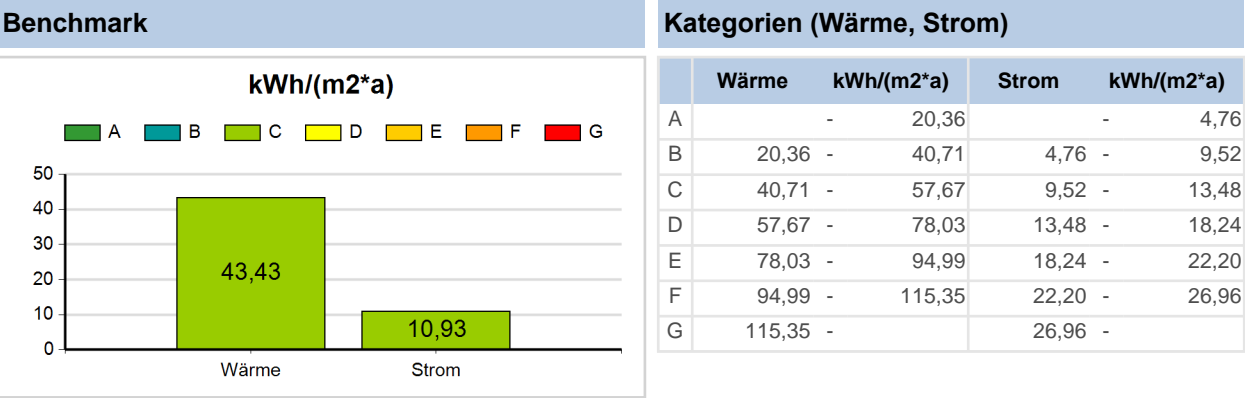 Benchmark
kWh/(m2*a)
A B C D E F G
50
40
30
20
10
0
43,43
10,93
Wärme Strom
Kategorien (Wärme, Strom)
Wärme kWh/(m2*a) Strom kWh/(m2*a)
A - 20,36 - 4,76
B 20,36 - 40,71 4,76 - 9,52
C 40,71 - 57,67 9,52 - 13,48
D 57,67 - 78,03 13,48 - 18,24
E 78,03 - 94,99 18,24 - 22,20
F 94,99 - 115,35 22,20 - 26,96
G 115,35 - 26,96 -